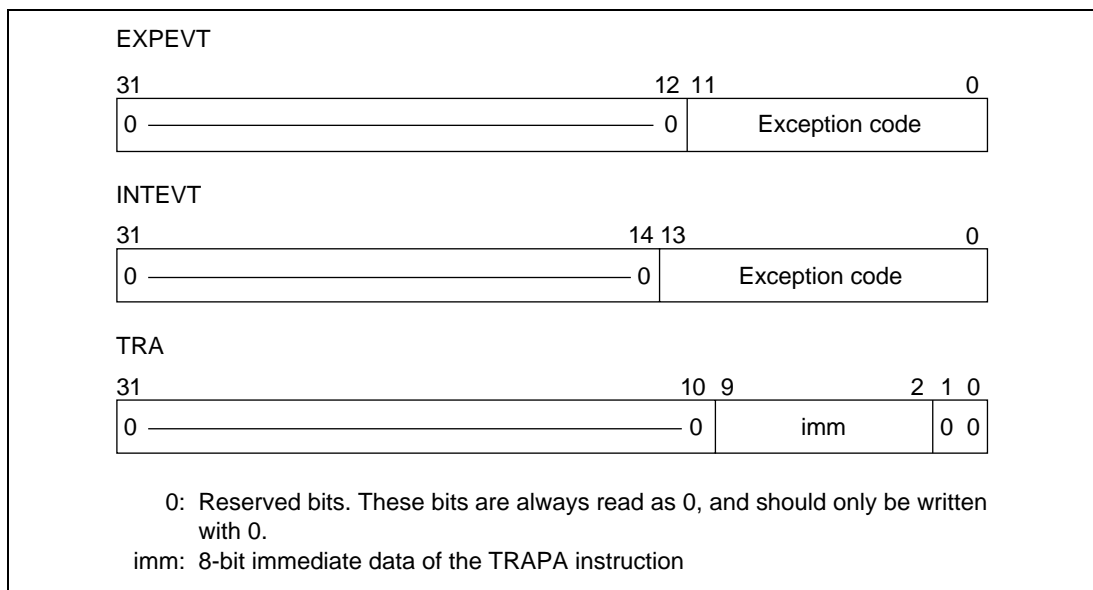 EXPEVT
31 12 11 0
0 0 Exception code
INTEVT
31 14 13 0
0 0 Exception code
TRA
31 10 9 2 1 0
0 0 imm 0 0
0: Reserved bits. These bits are always read as 0, and should only be written
with 0.
imm: 8-bit immediate data of the TRAPA instruction